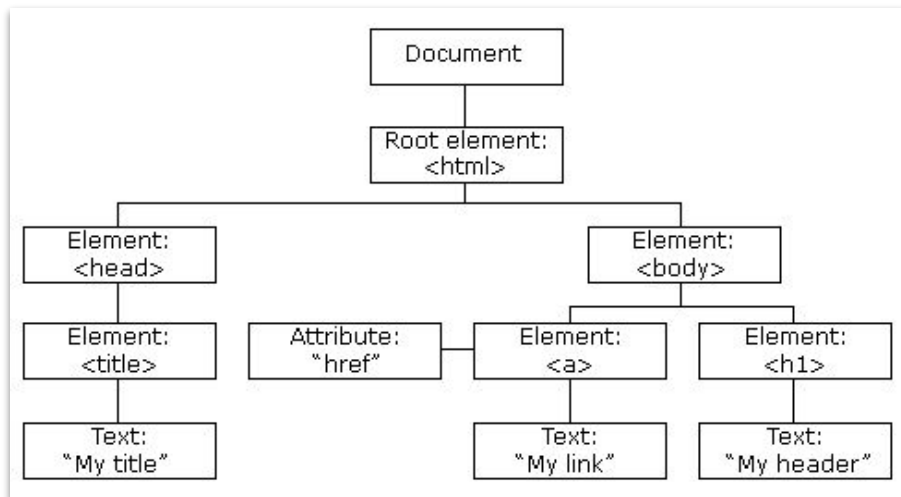 Document
Root element:
<html>
Element:
<head>
Element:
<body>
Element:
<title>
Attribute:
“href”
Element:
<a>
Element:
<h1>
Text:
“My title”
Text:
“My link”
Text:
“My header”